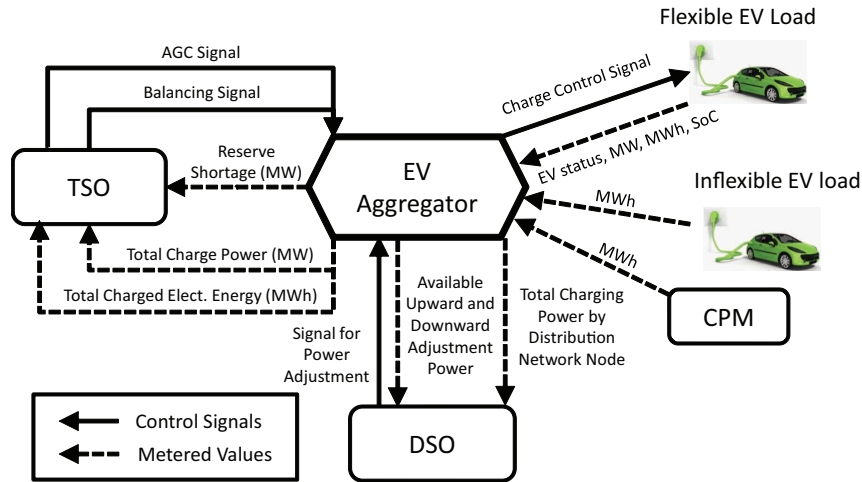 Flexible EV Load
AGC Signal
Balancing Signal
Charge Control Signal
EV status, MW, MWh, SoC
Reserve
Shortage (MW)
TSO
EV
Aggregator
Inflexible EV load
MWh
MWh
Total Charge Power (MW)
Total Charged Elect. Energy (MWh)
CPM
Signal for
Power
Adjustment
Available
Upward and
Downward
Adjustment
Power
Total Charging
Power by
Distribution
Network Node
DSO
Control Signals
Metered Values